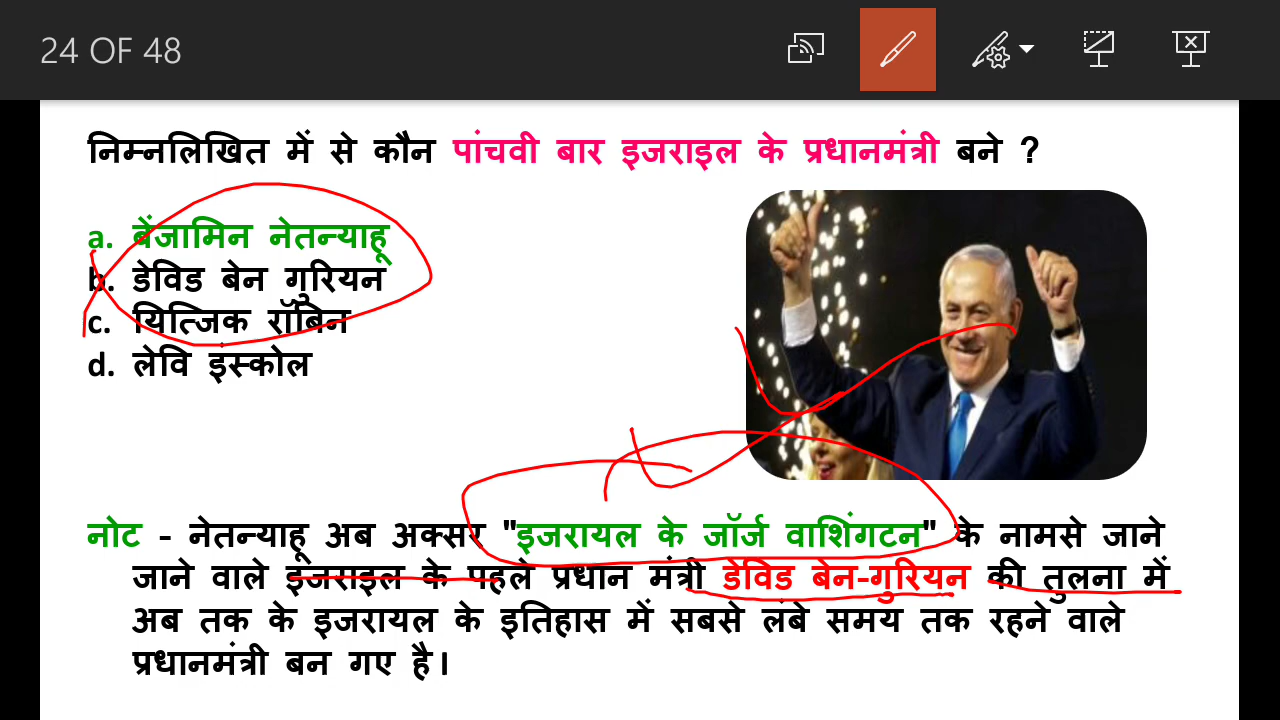 24 OF 48
निम्नलिखित में से कौन पांचवी बार इजराइल के प्रधानमंत्री बने ?
a. बेंजामिन नेतन्याहू
b. डेविड बेन गुरियन
c. यित्जिक रॉबिन
d. लेवि इंस्कोल
नोट - नेतन्याहू अब अक्सर "इजरायल के जॉर्ज वाशिंगटन" के नामसे जाने
जाने वाले इजराइल के पहले प्रधान मंत्री डेविड बेन-गुरियन की तुलना में
अब तक के इजरायल के इतिहास में सबसे लंबे समय तक रहने वाले
प्रधानमंत्री बन गए है।